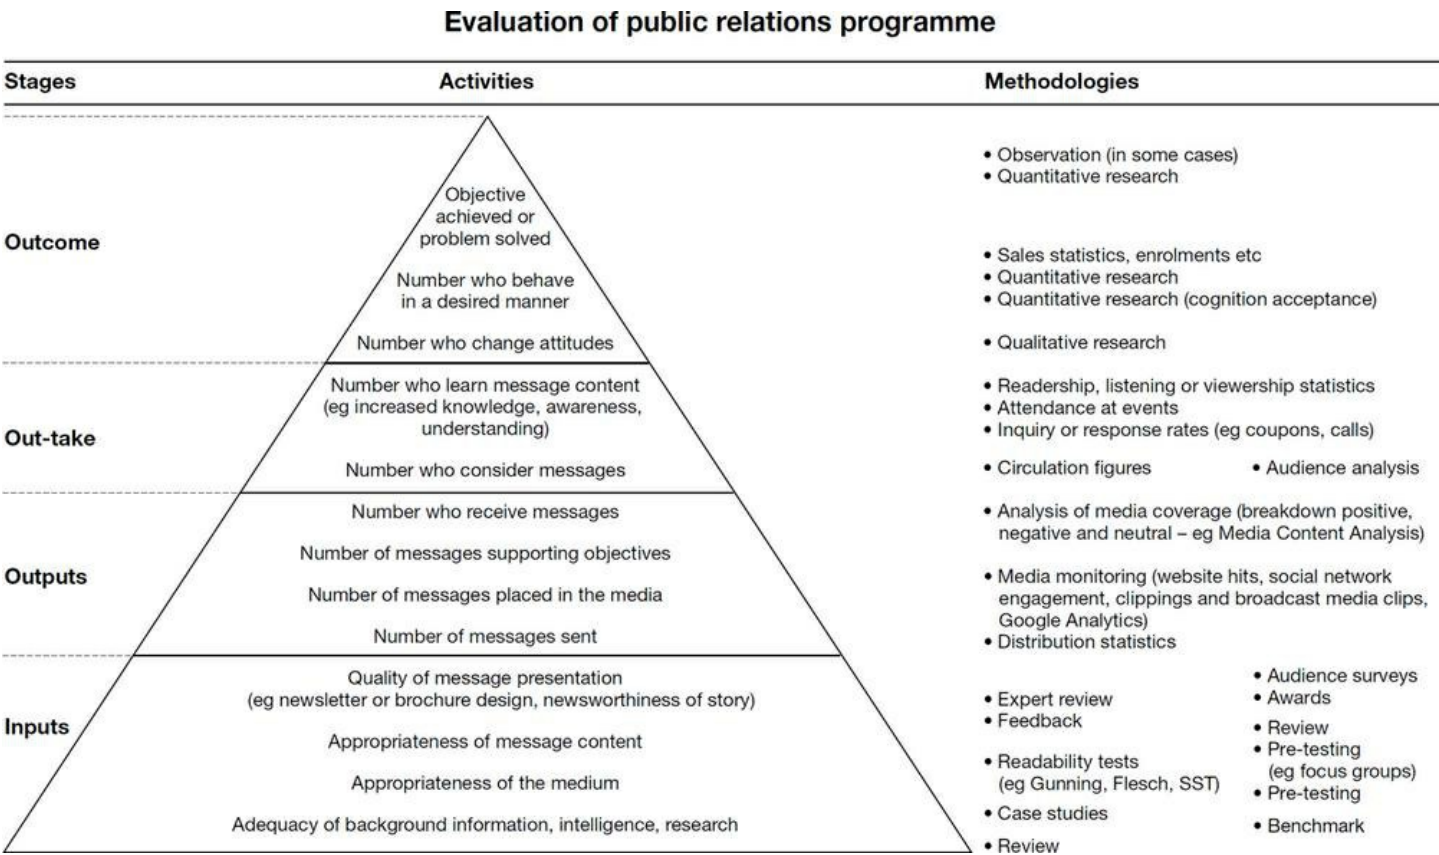 Evaluation of public relations programme
Stages
Activities
Methodologies
Outcome
Objective
achieved or
problem solved
Number who behave
in a desired manner
Number who change attitudes
• Observation (in some cases)
• Quantitative research
• Sales statistics, enrolments etc
• Quantitative research
• Quantitative research (cognition acceptance)
• Qualitative research
Out-take
Number who learn message content
(eg increased knowledge, awareness,
understanding)
Number who consider messages
• Readership, listening or viewership statistics
• Attendance at events
• Inquiry or response rates (eg coupons, calls)
• Circulation figures
• Audience analysis
Outputs
Number who receive messages
Number of messages supporting objectives
Number of messages placed in the media
Number of messages sent
• Analysis of media coverage (breakdown positive,
negative and neutral – eg Media Content Analysis)
• Media monitoring (website hits, social network
engagement, clippings and broadcast media clips,
Google Analytics)
• Distribution statistics
Inputs
Quality of message presentation
(eg newsletter or brochure design, newsworthiness of story)
Appropriateness of message content
Appropriateness of the medium
Adequacy of background information, intelligence, research
• Expert review
• Feedback
• Readability tests
(eg Gunning, Flesch, SST)
• Case studies
• Review
• Audience surveys
• Awards
• Review
• Pre-testing
(eg focus groups)
• Pre-testing
• Benchmark